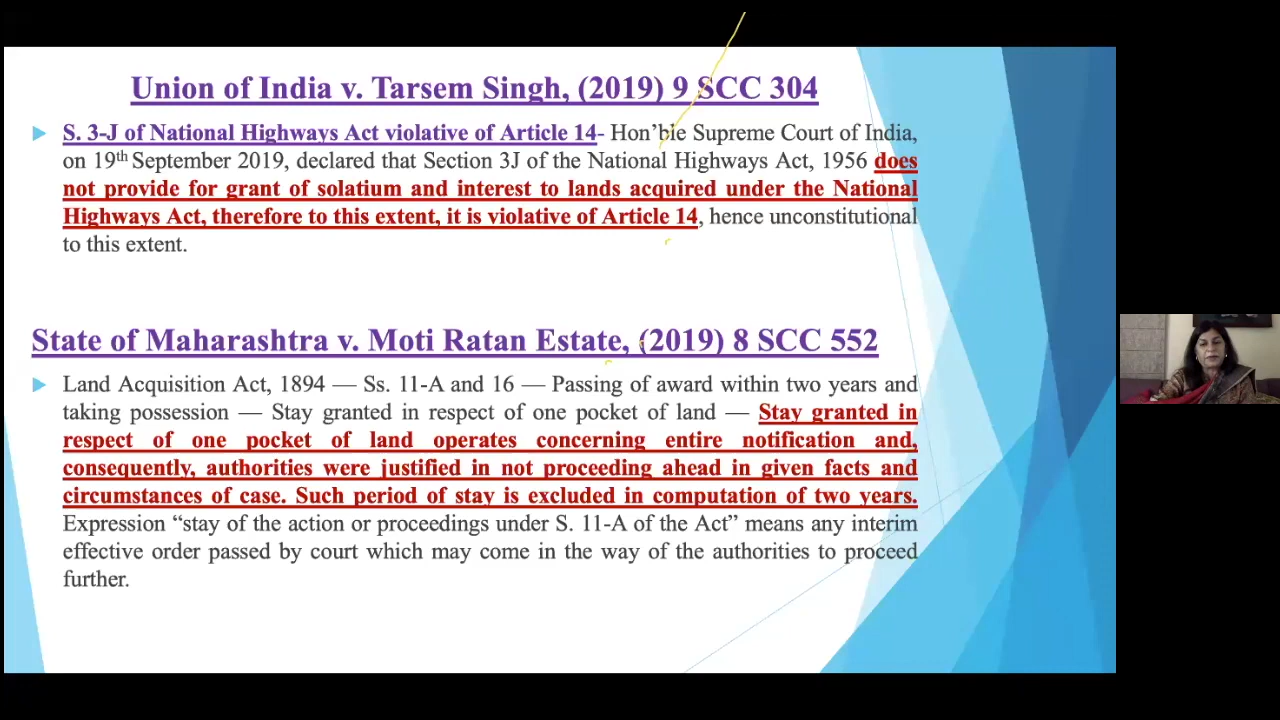 Union of India v. Tarsem Singh, (2019) 9 SCC 304
S. 3-J of National Highways Act violative of Article 14- Hon'ble Supreme Court of India,
on 19th September 2019, declared that Section 3J of the National Highways Act, 1956 does
not provide for grant of solatium and interest to lands acquired under the National
Highways Act, therefore to this extent, it is violative of Article 14, hence unconstitutional
to this extent.
State of Maharashtra v. Moti Ratan Estate, (2019) 8 SCC 552
Land Acquisition Act, 1894 — Ss. 11-A and 16 — Passing of award within two years and
taking possession — Stay granted in respect of one pocket of land — Stay granted in
respect of one pocket of land operates concerning entire notification and,
consequently, authorities were justified in not proceeding ahead in given facts and
circumstances of case. Such period of stay is excluded in computation of two years.
Expression “stay of the action or proceedings under S. 11-A of the Act” means any interim
effective order passed by court which may come in the way of the authorities to proceed
further.